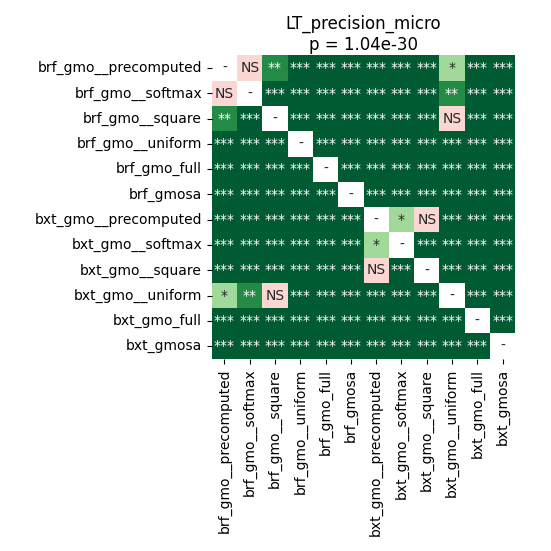 LT_precision_micro
p = 1.04e-30
brf_gmo__precomputed - NS ** *** *** *** *** *** *** * *** ***
brf_gmo__softmax NS - *** *** *** *** *** *** *** ** *** ***
brf_gmo__square ** *** - *** *** *** *** *** *** NS *** ***
brf_gmo__uniform *** *** *** - *** *** *** *** *** *** *** ***
brf_gmo_full *** *** *** *** - *** *** *** *** *** *** ***
brf_gmosa *** *** *** *** *** - *** *** *** *** *** ***
bxt_gmo__precomputed *** *** *** *** *** *** - * NS *** *** ***
bxt_gmo__softmax *** *** *** *** *** *** * - *** *** *** ***
bxt_gmo__square *** *** *** *** *** *** NS *** - *** *** ***
bxt_gmo__uniform * ** NS *** *** *** *** *** *** - *** ***
bxt_gmo_full *** *** *** *** *** *** *** *** *** *** - ***
bxt_gmosa *** *** *** *** *** *** *** *** *** *** *** -
brf_gmo__precomputed
brf_gmo__softmax
brf_gmo__square
brf_gmo__uniform
brf_gmo_full
brf_gmosa
bxt_gmo__precomputed
bxt_gmo__softmax
bxt_gmo__square
bxt_gmo__uniform
bxt_gmo_full
bxt_gmosa